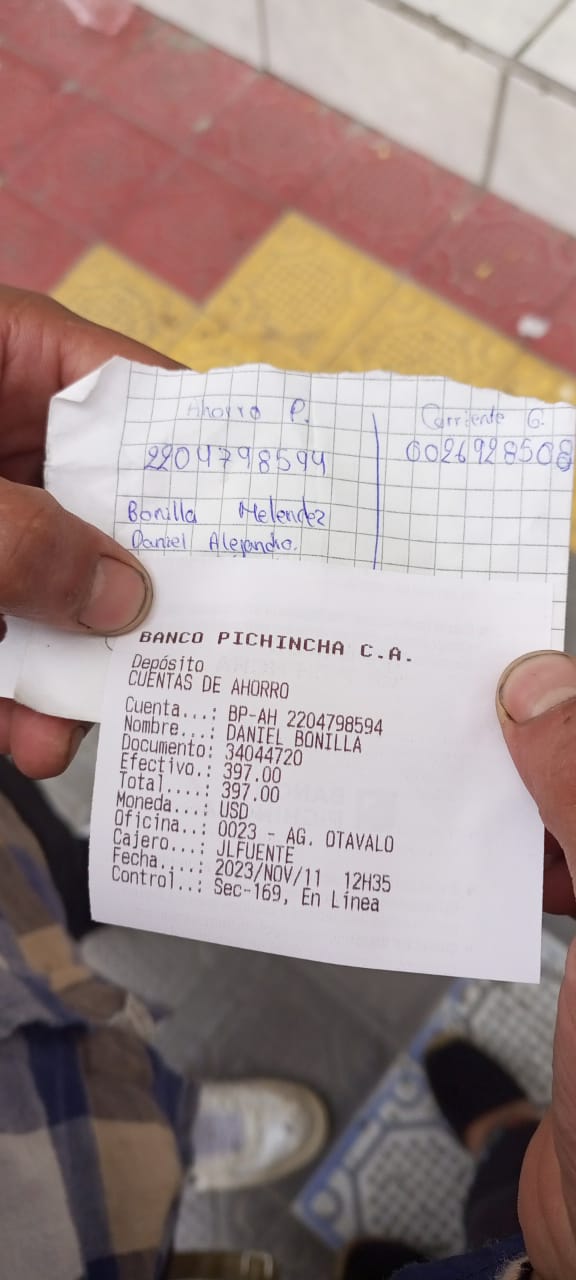 Ahorro P.
Corriente G.
2204798594
0026928508
Bonilla Melendez
Daniel Alejandro.
BANCO PICHINCHA C.A.
Depósito
CUENTAS DE AHORRO
Cuenta...: BP-AH 2204798594
Nombre...: DANIEL BONILLA
Documento: 34044720
Efectivo.: 397.00
Total....: 397.00
Moneda...: USD
Oficina..: 0023 - AG. OTAVALO
Cajero...: JLFUENTE
Fecha....: 2023/NOV/11 12H35
Control..: Sec-169, En Línea